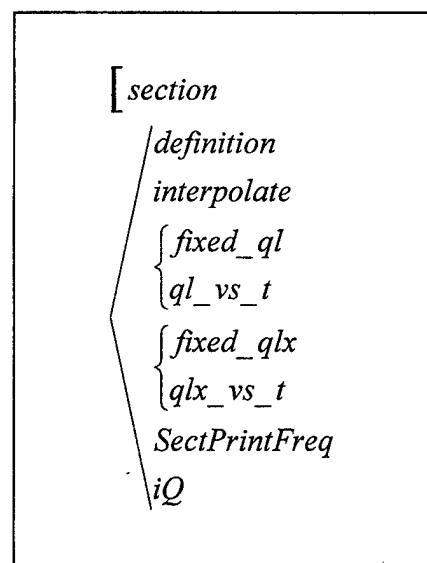 [ section
definition
interpolate
fixed_ql
ql_vs_t
fixed_qlx
qlx_vs_t
SectPrintFreq
iQ